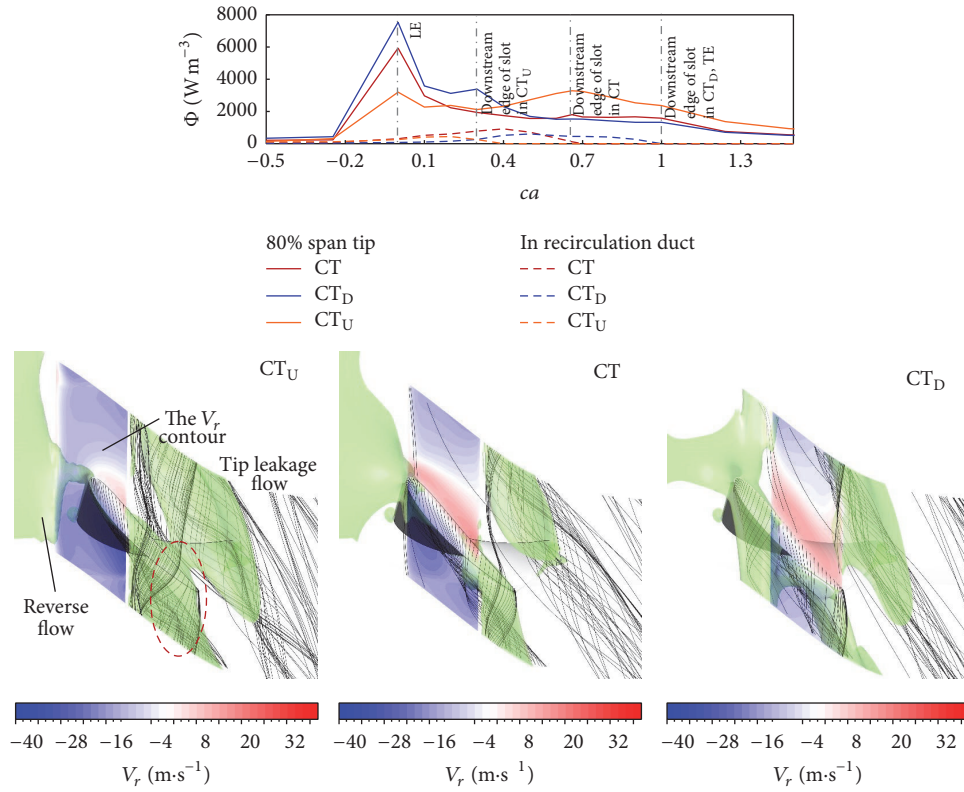 8000
6000
4000
2000
0
Φ (W m⁻³)
LE
Downstream
edge of slot
in CT_U
Downstream
edge of slot
in CT
Downstream
edge of slot
in CT_D, TE
−0.5 −0.2 0.1 0.4 0.7 1 1.3
ca
80% span tip
CT
CT_D
CT_U
In recirculation duct
CT
CT_D
CT_U
CT_U
The V_r
contour
Tip leakage
flow
Reverse
flow
CT
CT_D
−40 −28 −16 −4 8 20 32
V_r (m·s⁻¹)
−40 −28 −16 −4 8 20 32
V_r (m·s ¹)
−40 −28 −16 −4 8 20 32
V_r (m·s⁻¹)